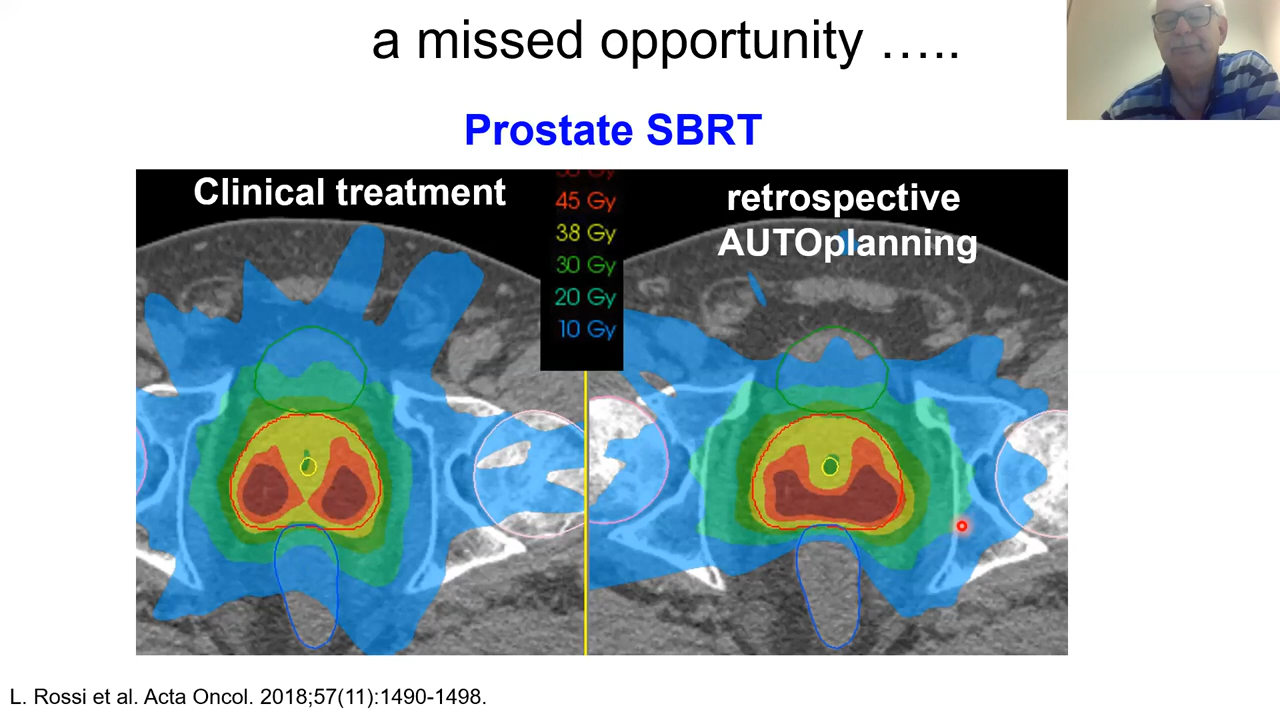 a missed opportunity …..
Prostate SBRT
Clinical treatment
45 Gy
38 Gy
30 Gy
20 Gy
10 Gy
retrospective
AUTOplanning
L. Rossi et al. Acta Oncol. 2018;57(11):1490-1498.